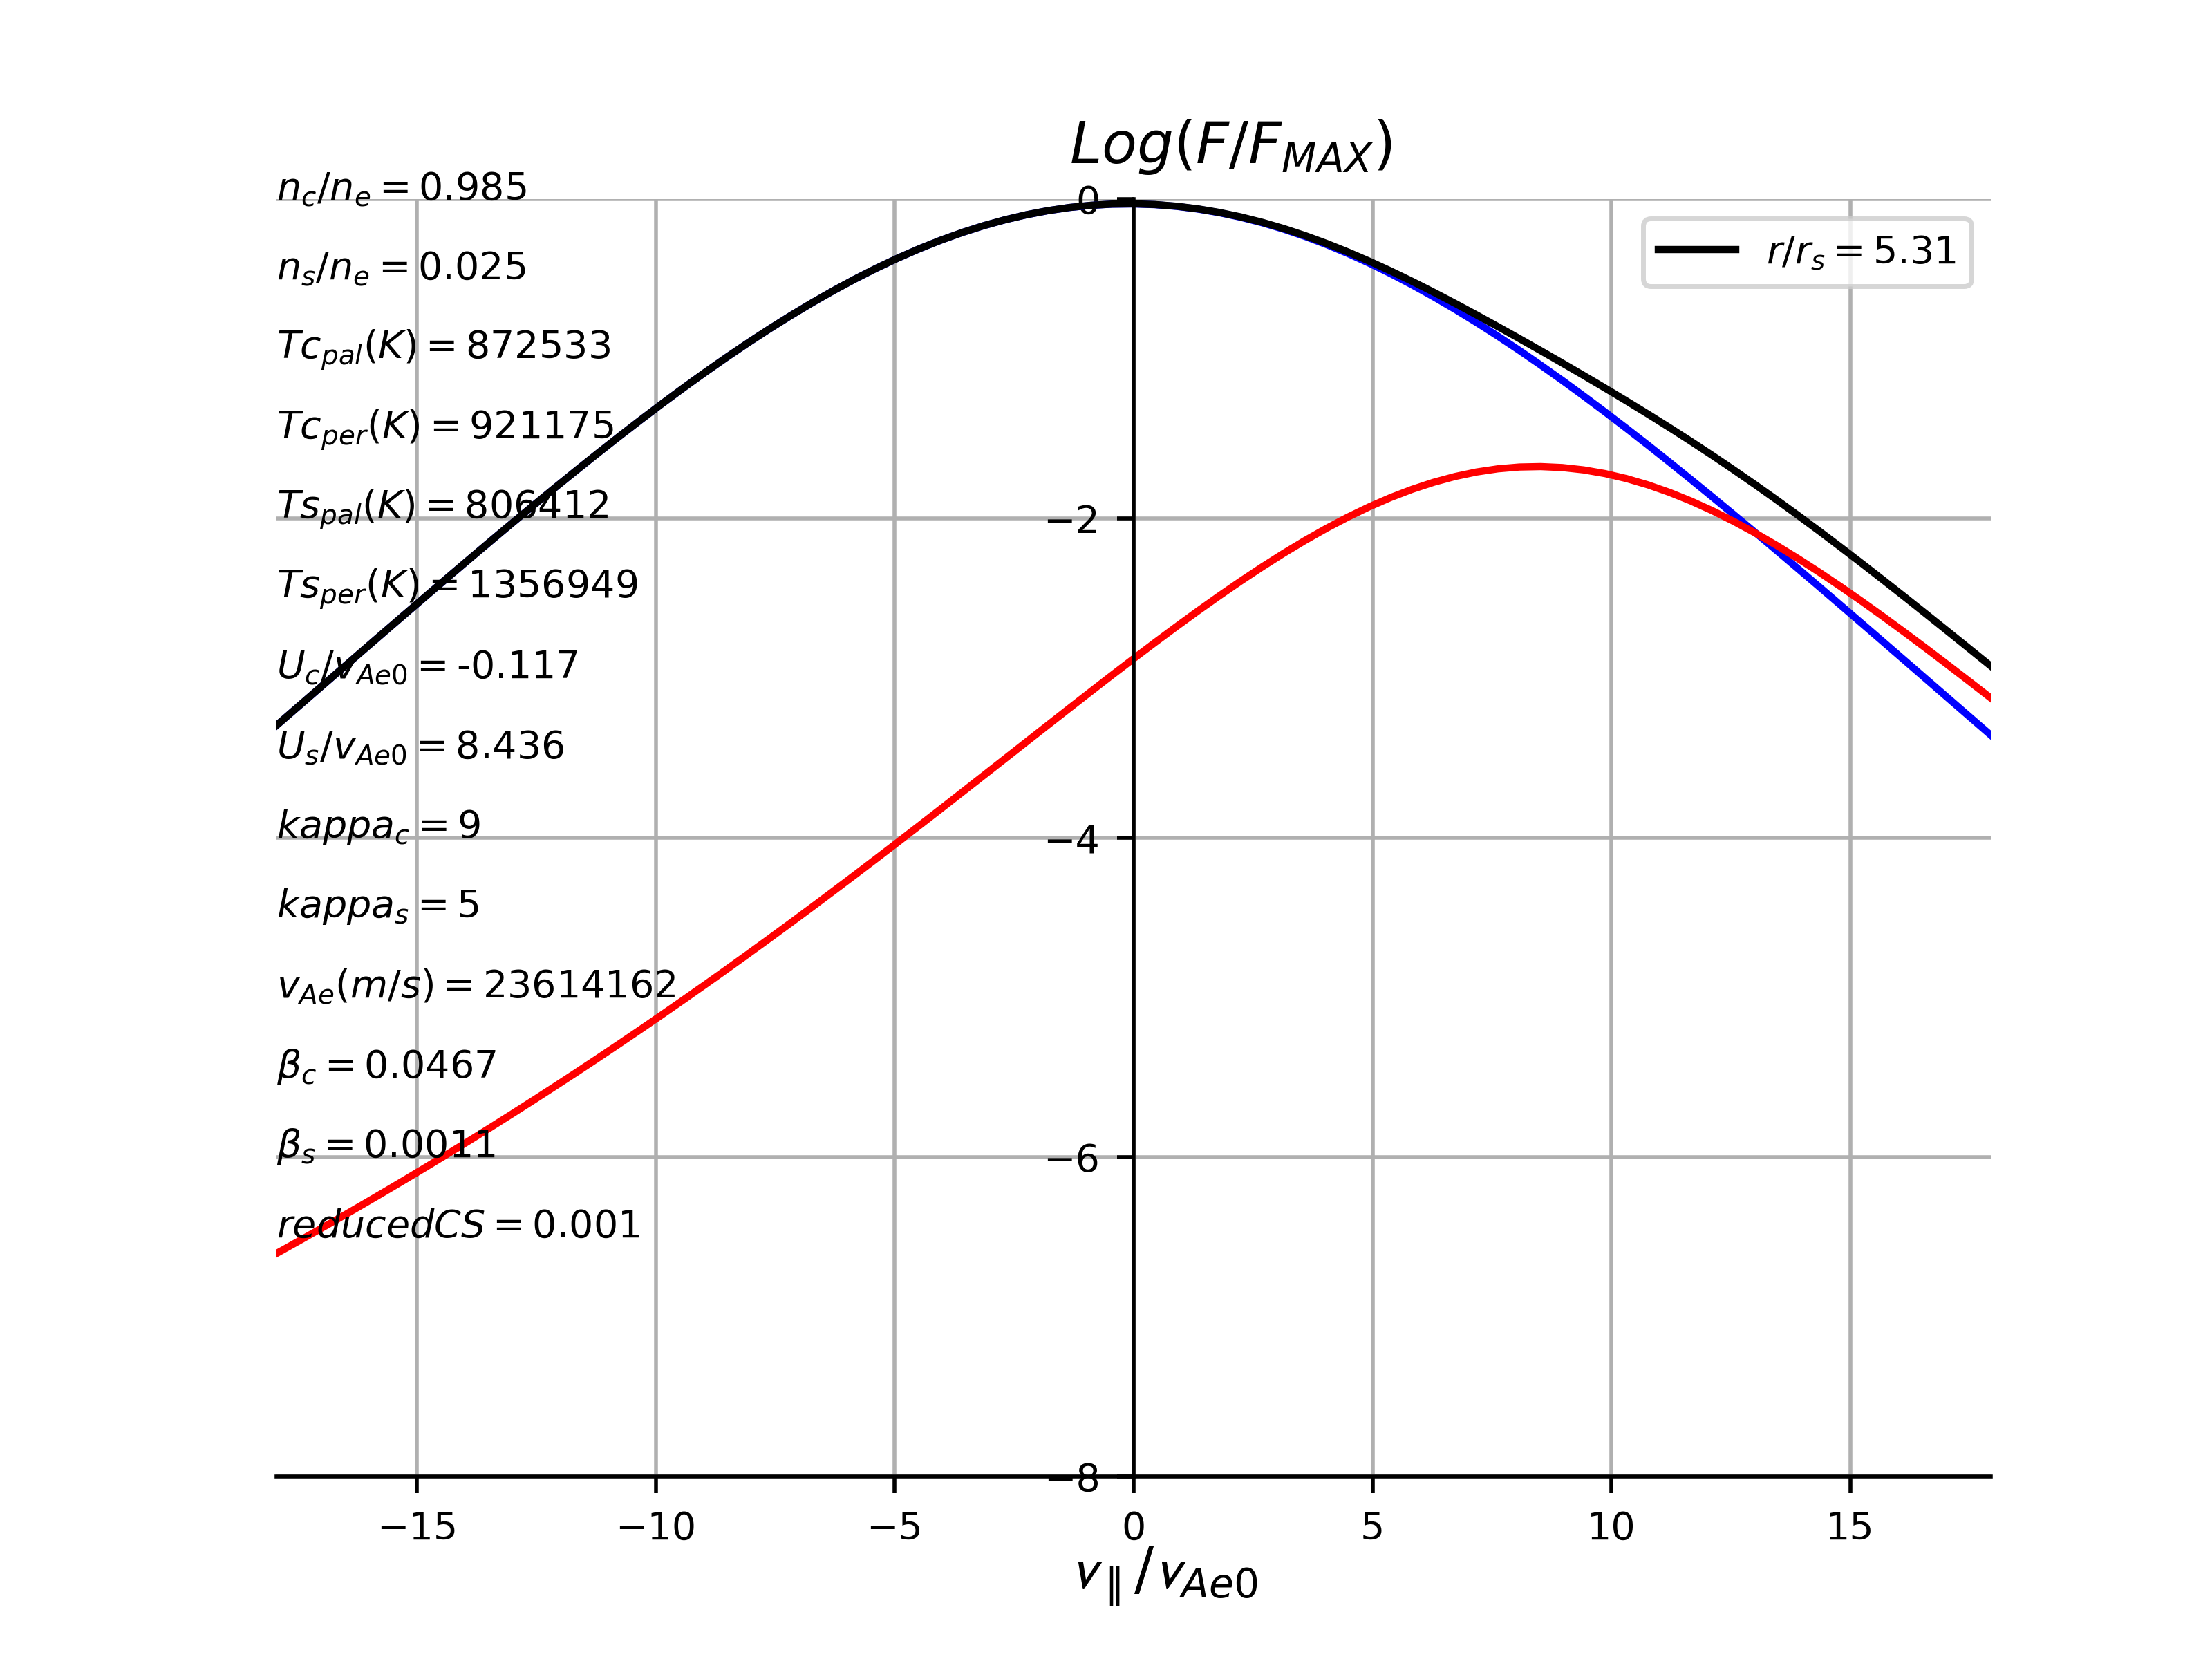 Log(F/F_MAX)
n_c/n_e = 0.985
n_s/n_e = 0.025
Tc_pal(K) = 872533
Tc_per(K) = 921175
Ts_pal(K) = 806412
Ts_per(K) = 1356949
U_c/v_Ae0 = -0.117
U_s/v_Ae0 = 8.436
kappa_c = 9
kappa_s = 5
v_Ae(m/s) = 23614162
β_c = 0.0467
β_s = 0.0011
reducedCS = 0.001
r/r_s = 5.31
0
−2
−4
−6
−8
−15 −10 −5 0 5 10 15
v_∥/v_Ae0